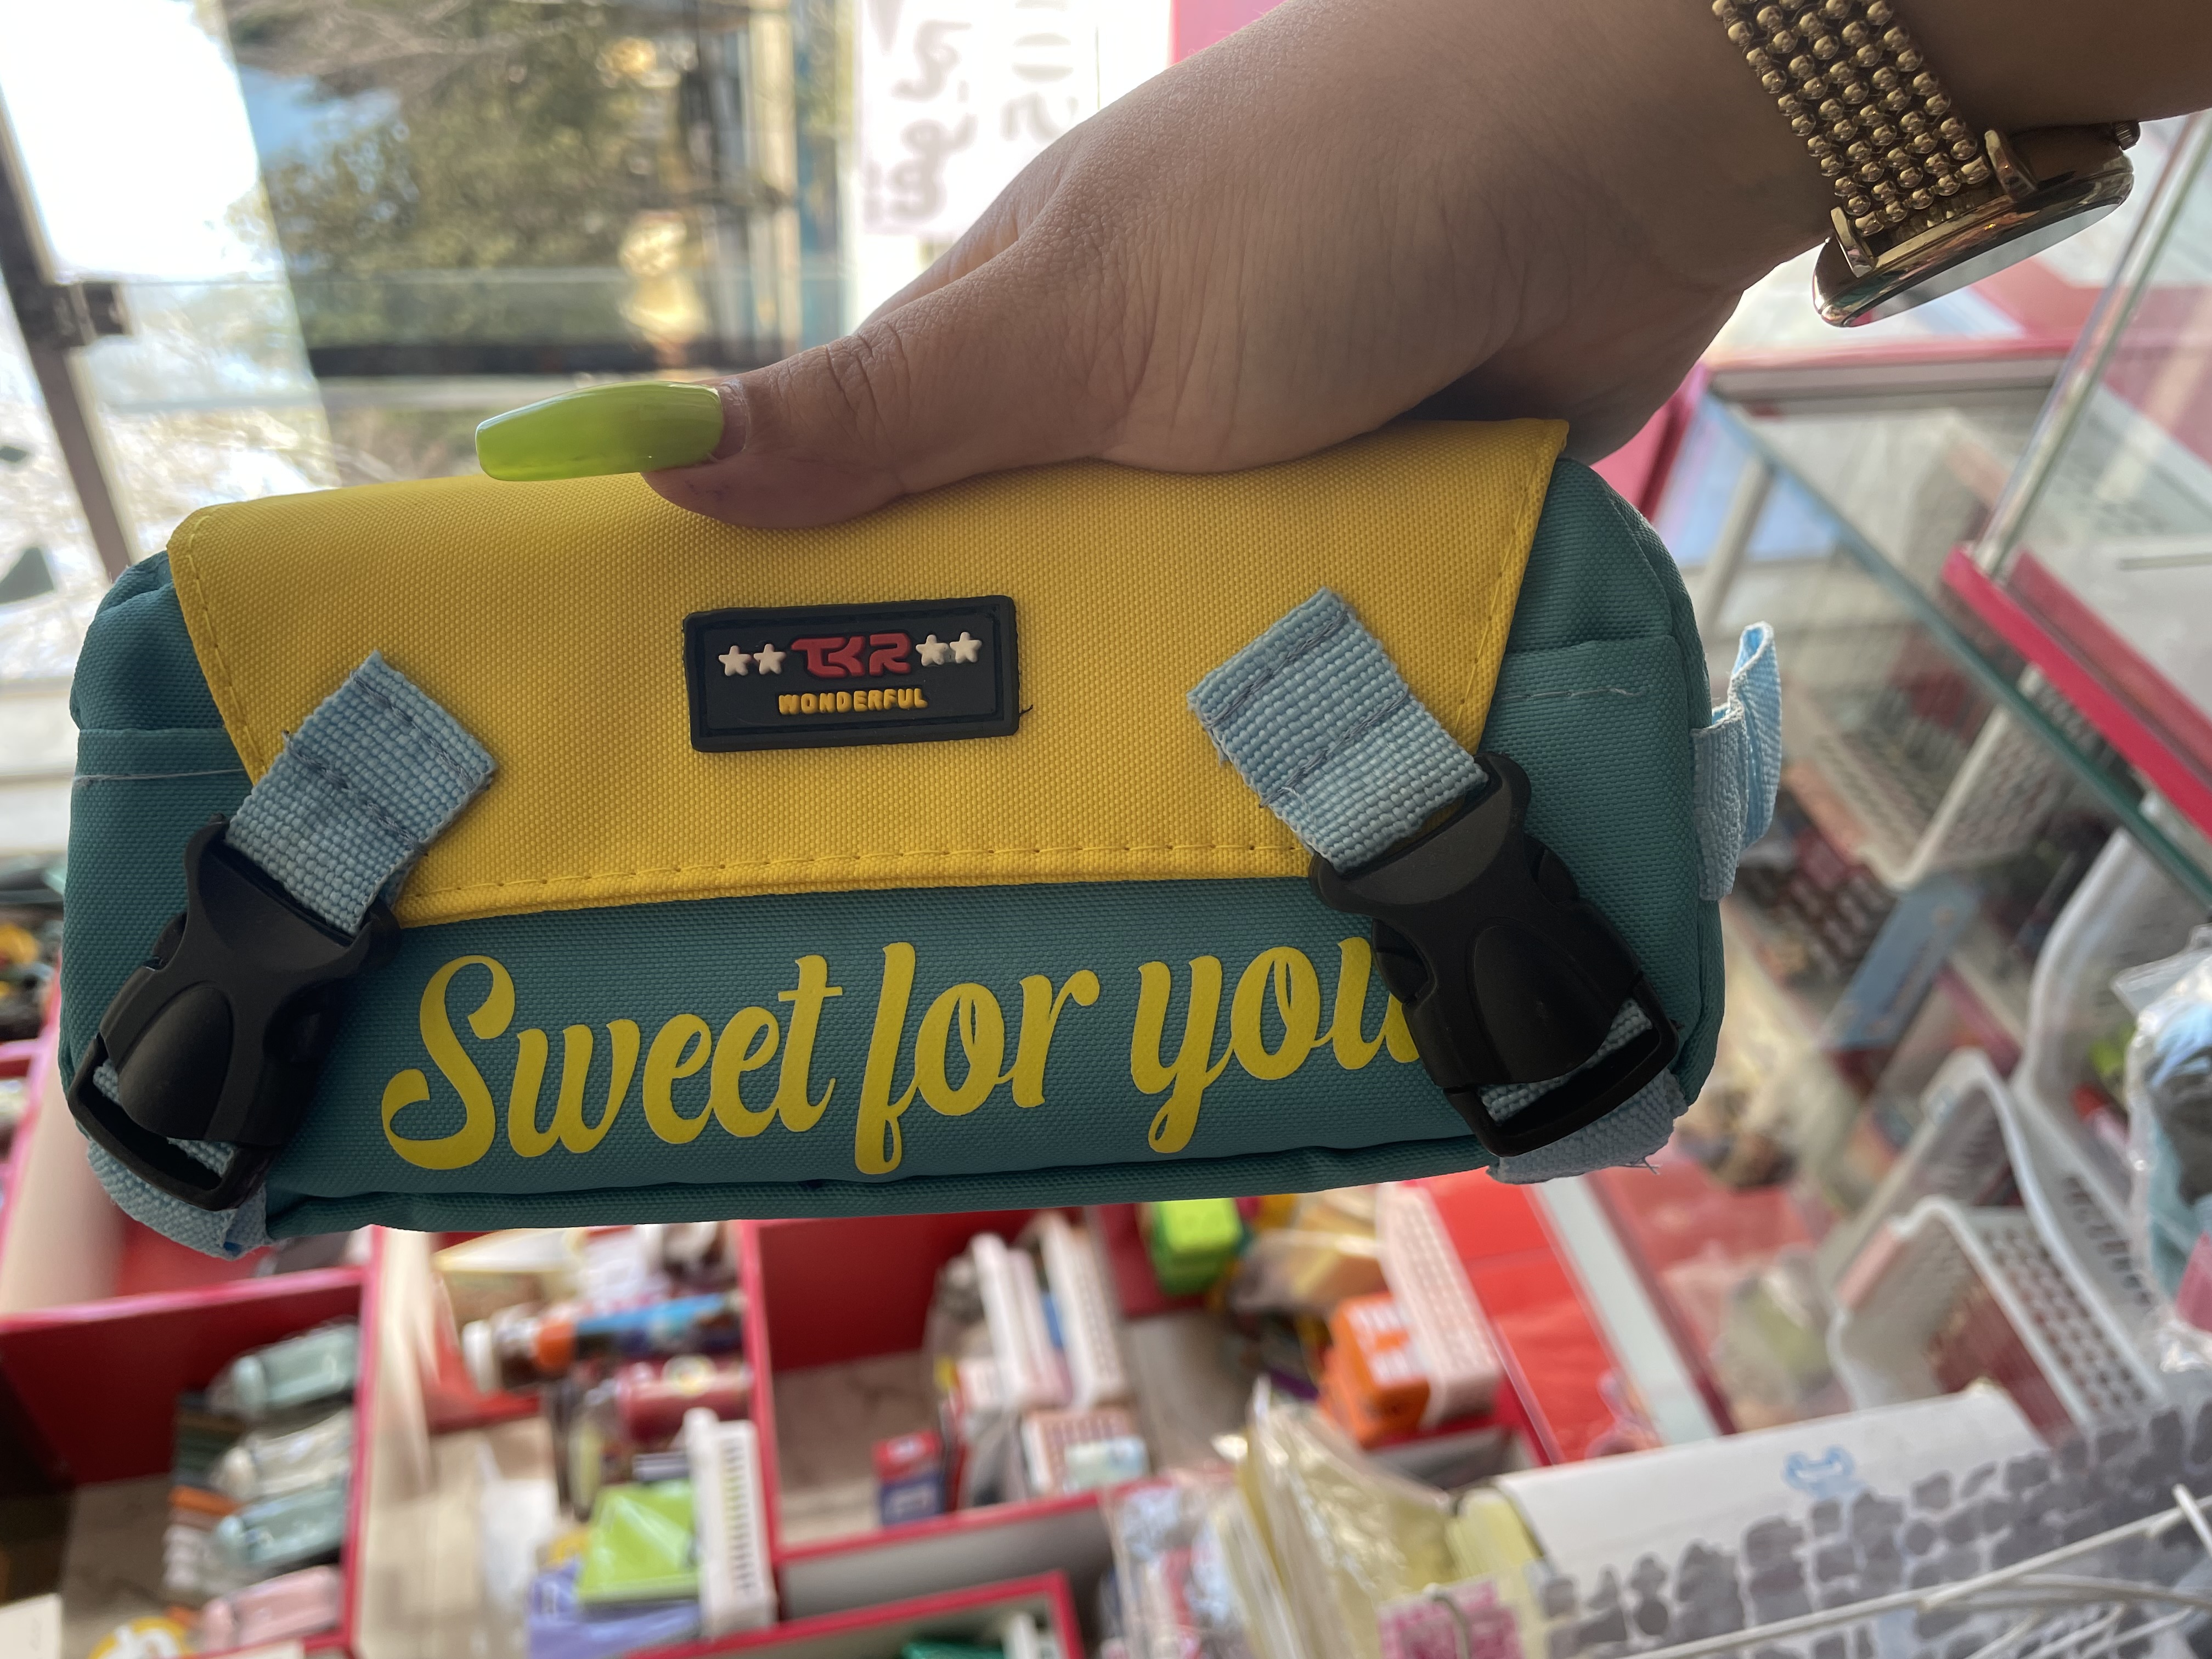 ★★ TKR ★★
WONDERFUL
Sweet for you